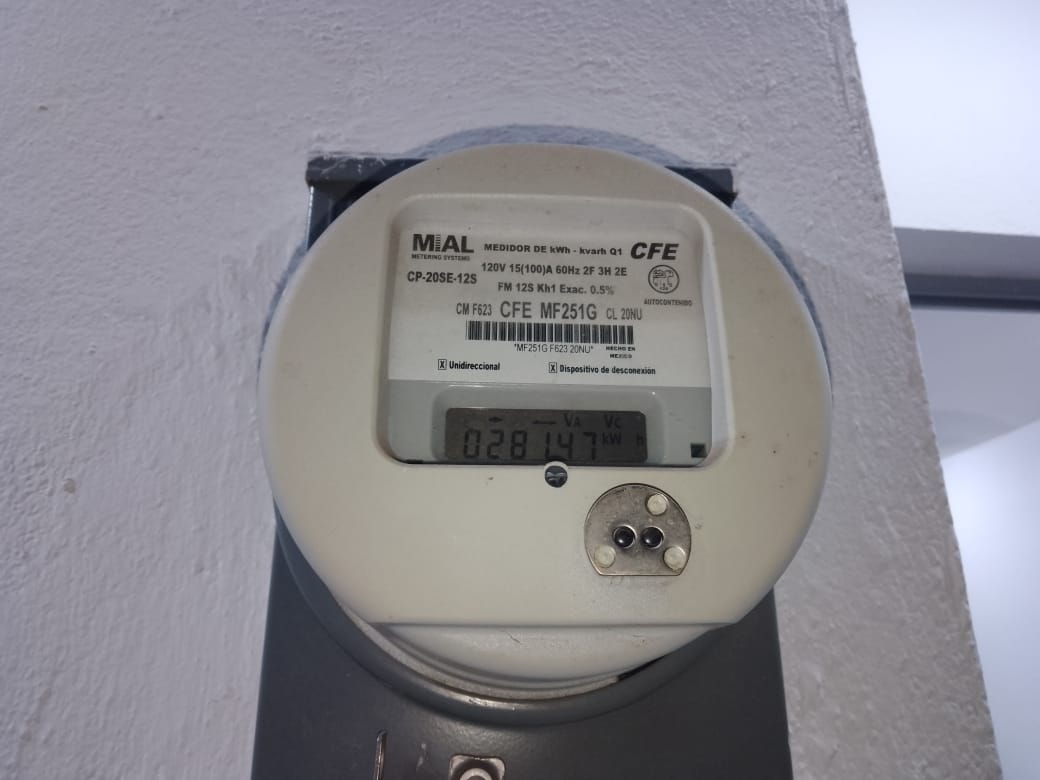 MIAL
METERING SYSTEMS
MEDIDOR DE kWh - kvarh Q1
CFE
CP-20SE-12S
120V 15(100)A 60Hz 2F 3H 2E
FM 12S Kh1 Exac. 0.5%
AUTOCONTENIDO
CM F623 CFE MF251G CL 20NU
*MF251G F623 20NU*
HECHO EN
MEXICO
X Unidireccional
X Dispositivo de desconexión
VA VC
028147 kW h